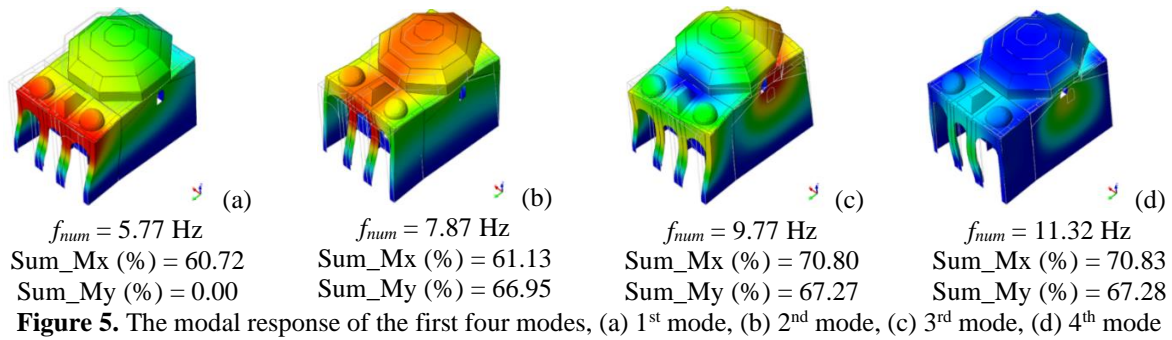 (a) (b) (c) (d)
f_num = 5.77 Hz f_num = 7.87 Hz f_num = 9.77 Hz f_num = 11.32 Hz
Sum_Mx (%) = 60.72 Sum_Mx (%) = 61.13 Sum_Mx (%) = 70.80 Sum_Mx (%) = 70.83
Sum_My (%) = 0.00 Sum_My (%) = 66.95 Sum_My (%) = 67.27 Sum_My (%) = 67.28
Figure 5. The modal response of the first four modes, (a) 1st mode, (b) 2nd mode, (c) 3rd mode, (d) 4th mode